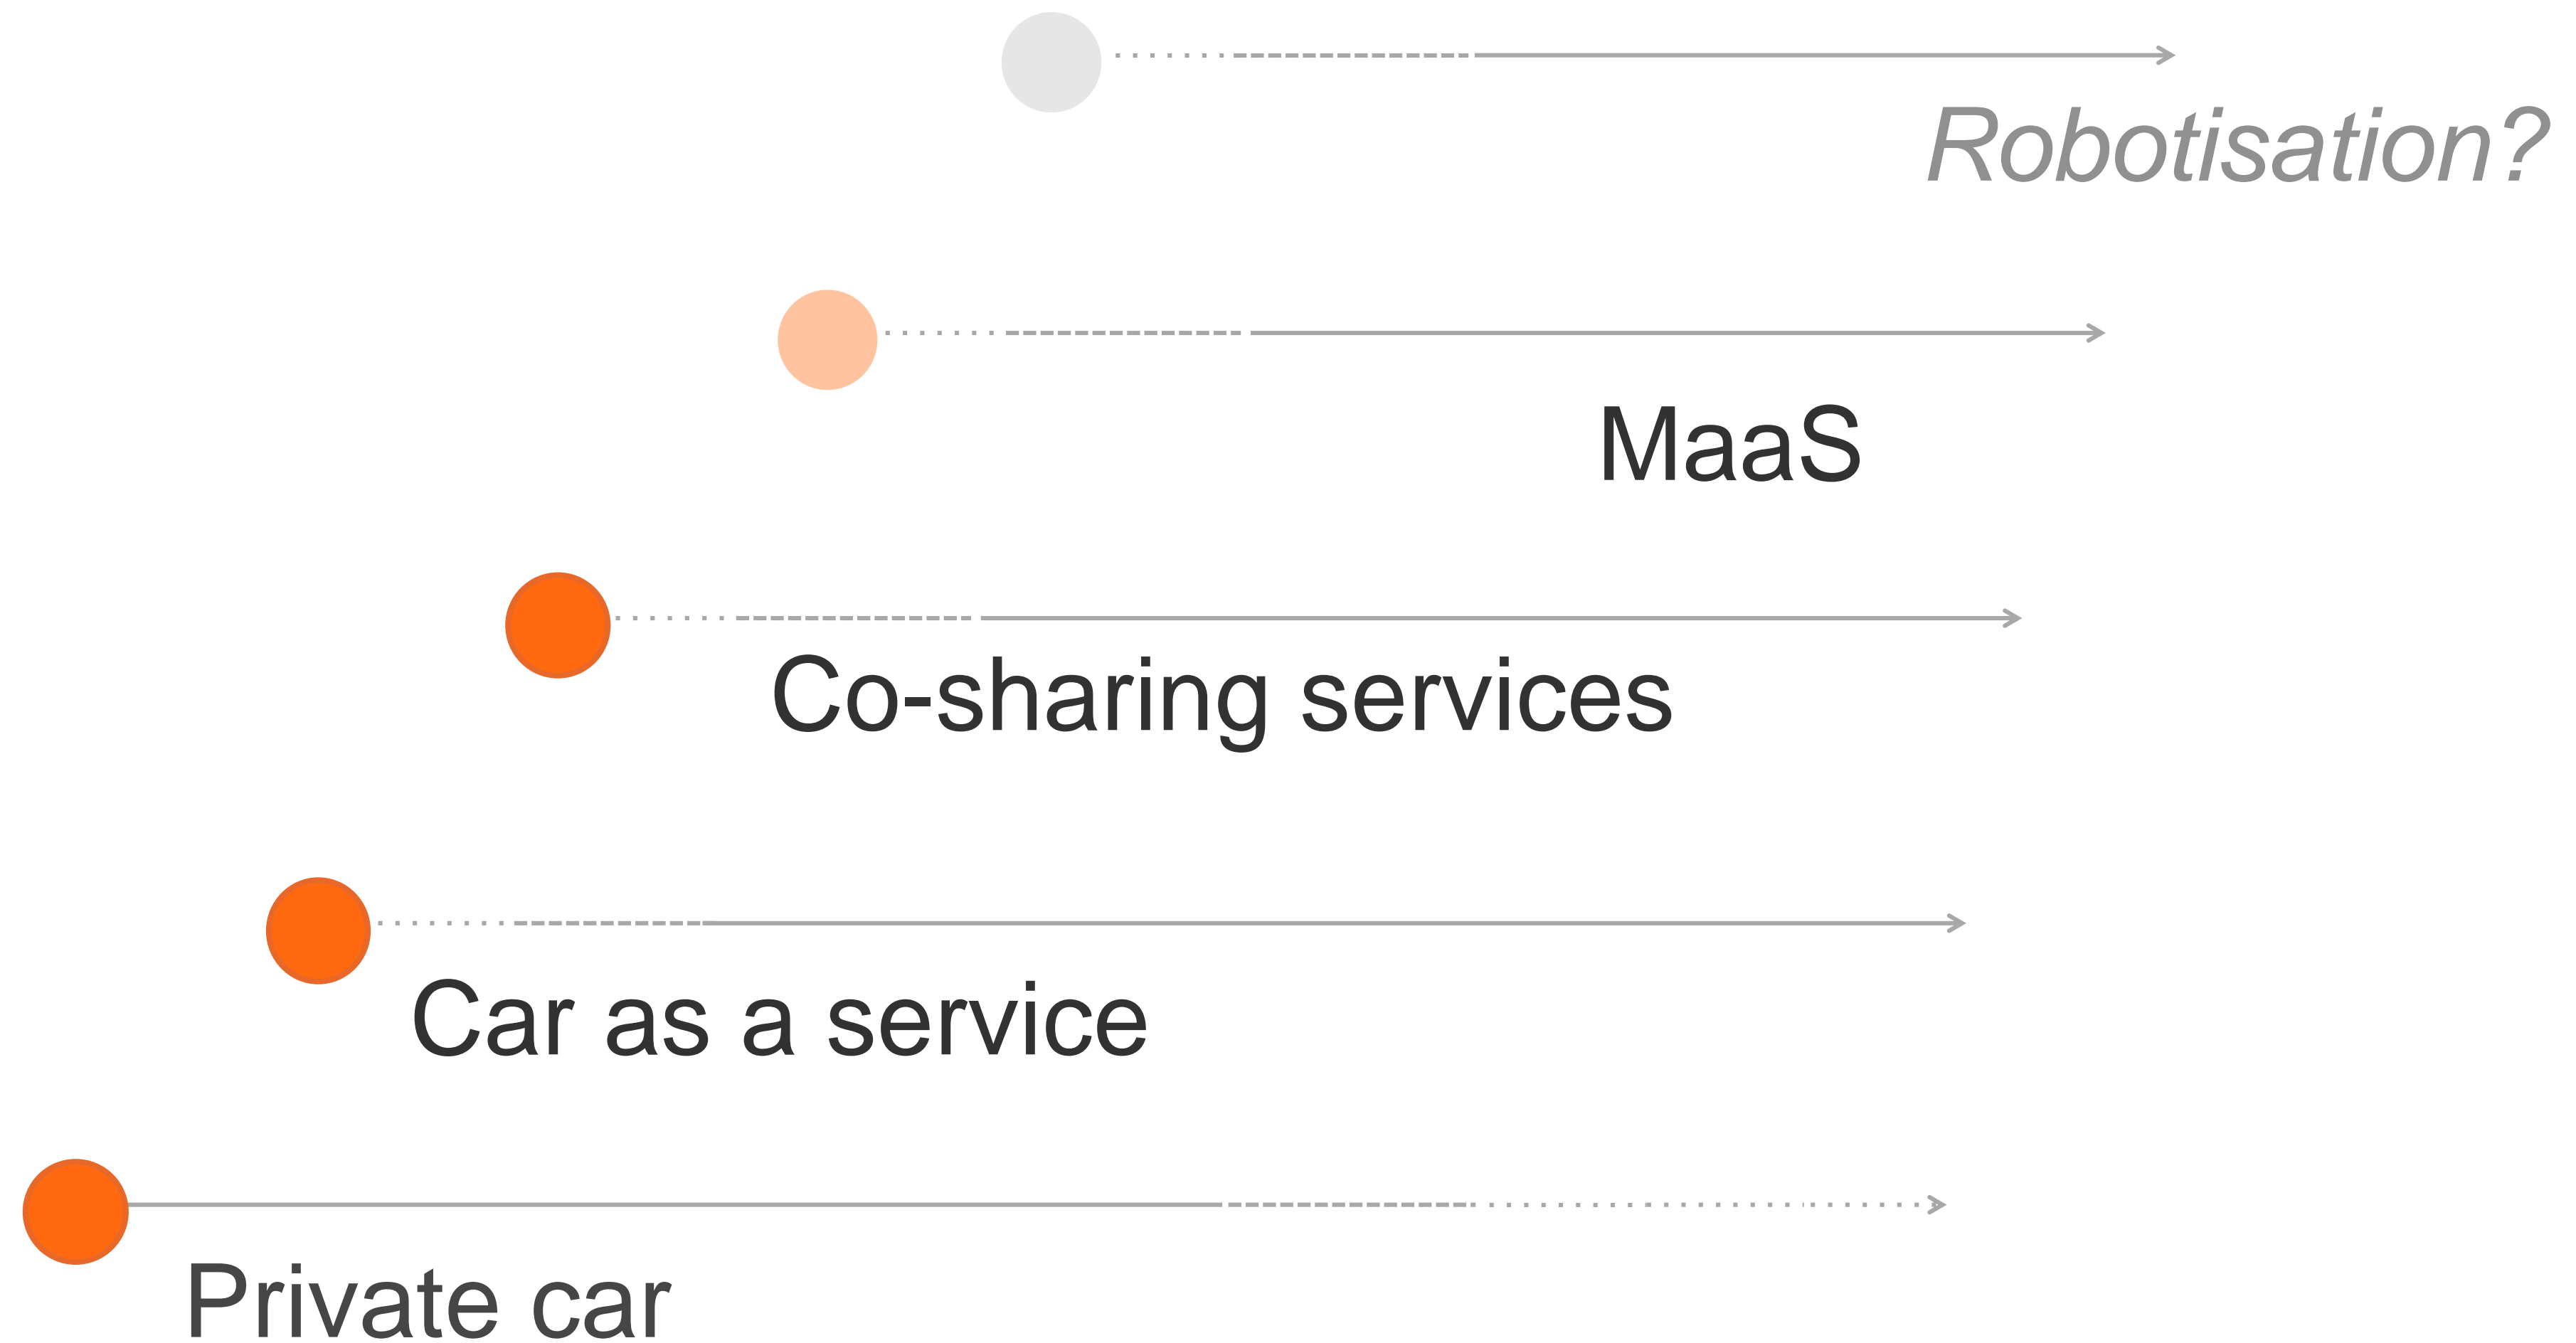 Robotisation?
MaaS
Co-sharing services
Car as a service
Private car